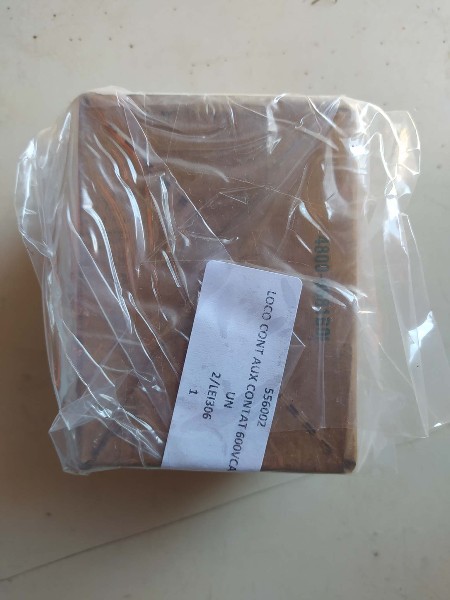 556002
LOCO CONT AUX CONTAT 600VCA
UN
2/LEI306
1